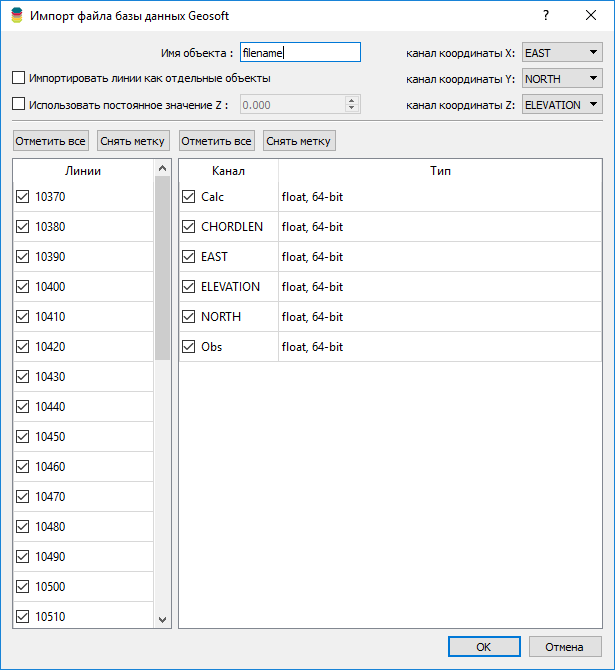 Импорт файла базы данных Geosoft
?
Имя объекта : filename
канал координаты X: EAST
Импортировать линии как отдельные объекты
канал координаты Y: NORTH
Использовать постоянное значение Z : 0.000
канал координаты Z: ELEVATION
Отметить все Снять метку Отметить все Снять метку
Линии Канал Тип
10370 Calc float, 64-bit
10380 CHORDLEN float, 64-bit
10390 EAST float, 64-bit
10400 ELEVATION float, 64-bit
10410 NORTH float, 64-bit
10420 Obs float, 64-bit
10430
10440
10450
10460
10470
10480
10490
10500
10510
OK Отмена